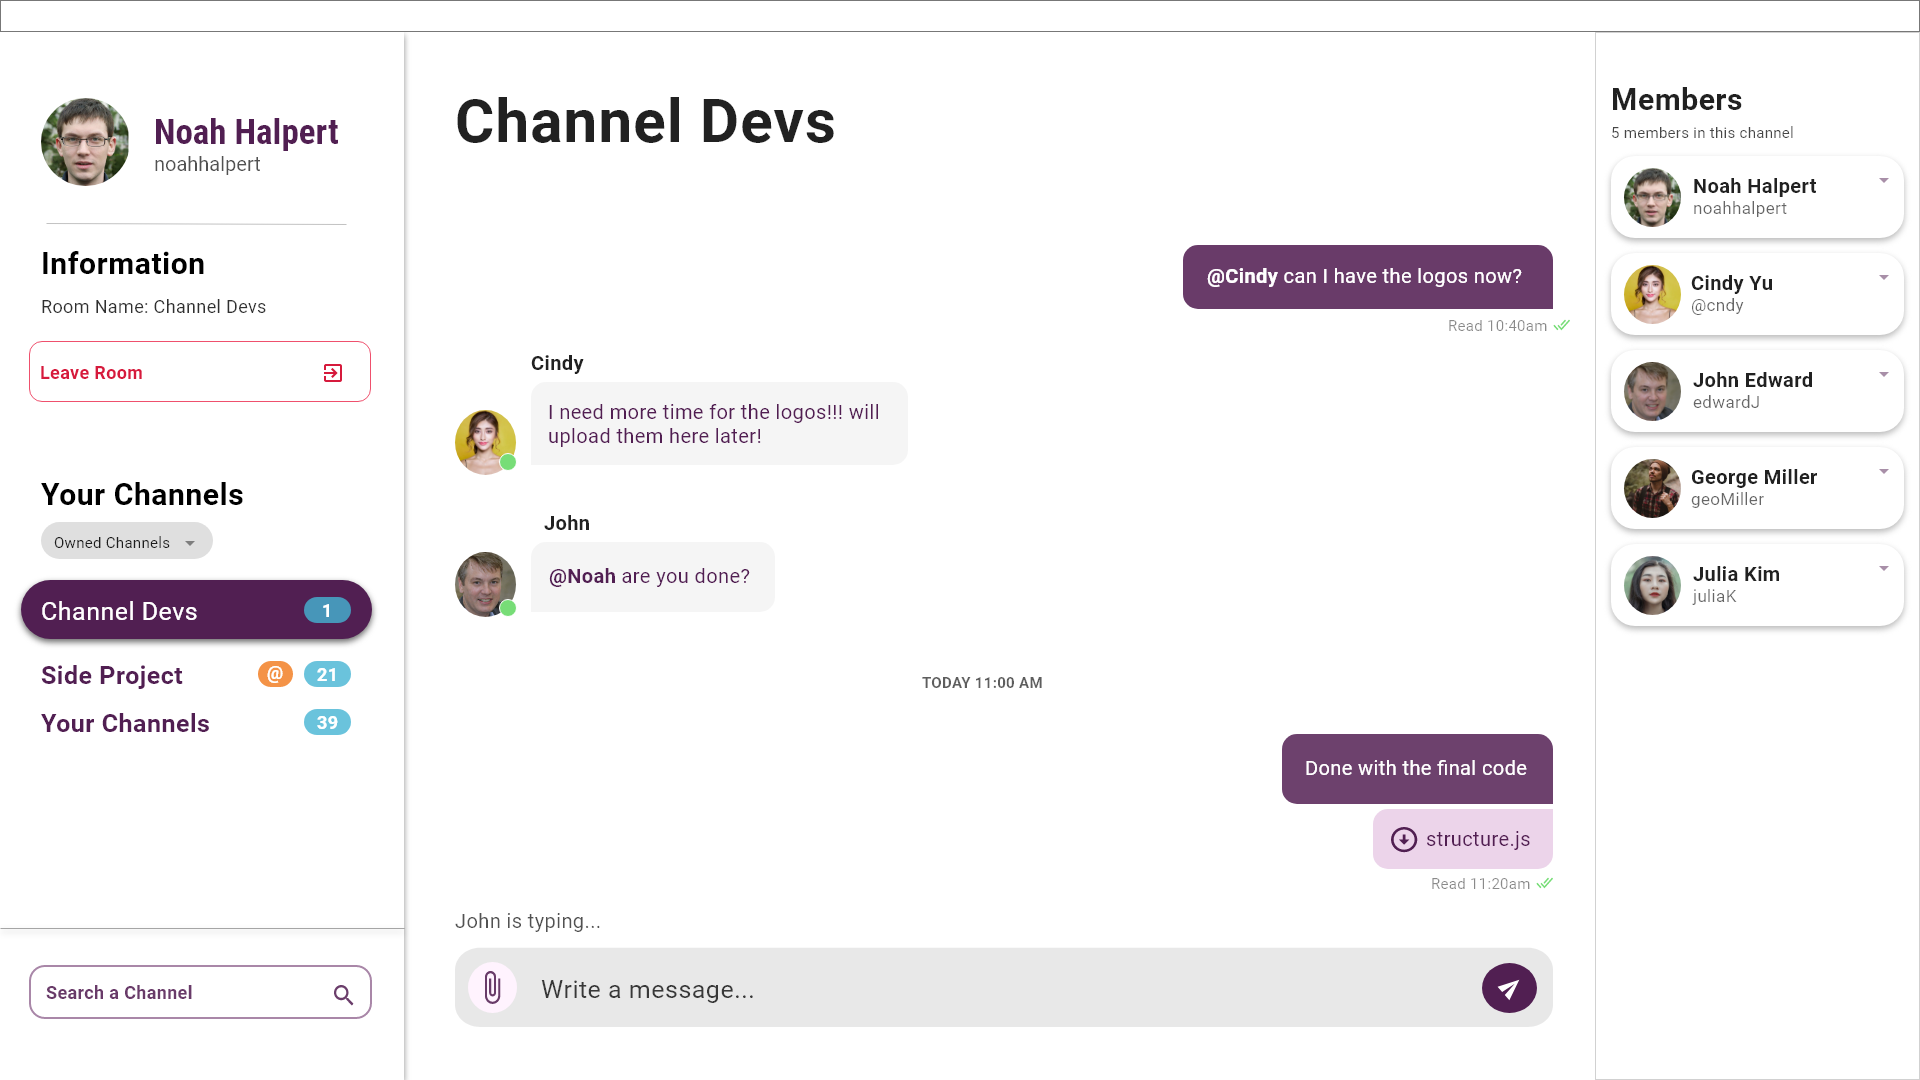 Noah Halpert
noahhalpert
Information
Room Name: Channel Devs
Leave Room
Your Channels
Owned Channels
Channel Devs 1
Side Project @ 21
Your Channels 39
Search a Channel
Channel Devs
@Cindy can I have the logos now?
Read 10:40am
Cindy
I need more time for the logos!!! will
upload them here later!
John
@Noah are you done?
TODAY 11:00 AM
Done with the final code
structure.js
Read 11:20am
John is typing...
Write a message...
Members
5 members in this channel
Noah Halpert
noahhalpert
Cindy Yu
@cndy
John Edward
edwardJ
George Miller
geoMiller
Julia Kim
juliaK